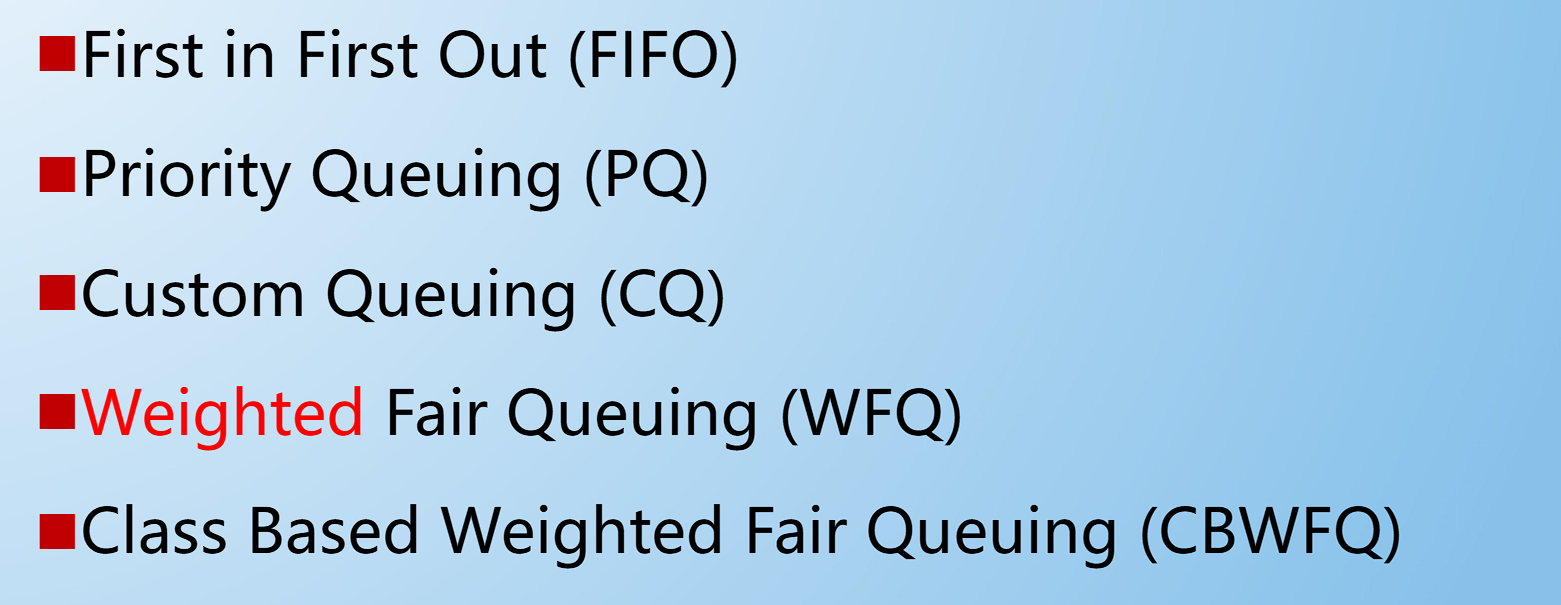 First in First Out (FIFO)
Priority Queuing (PQ)
Custom Queuing (CQ)
Weighted Fair Queuing (WFQ)
Class Based Weighted Fair Queuing (CBWFQ)